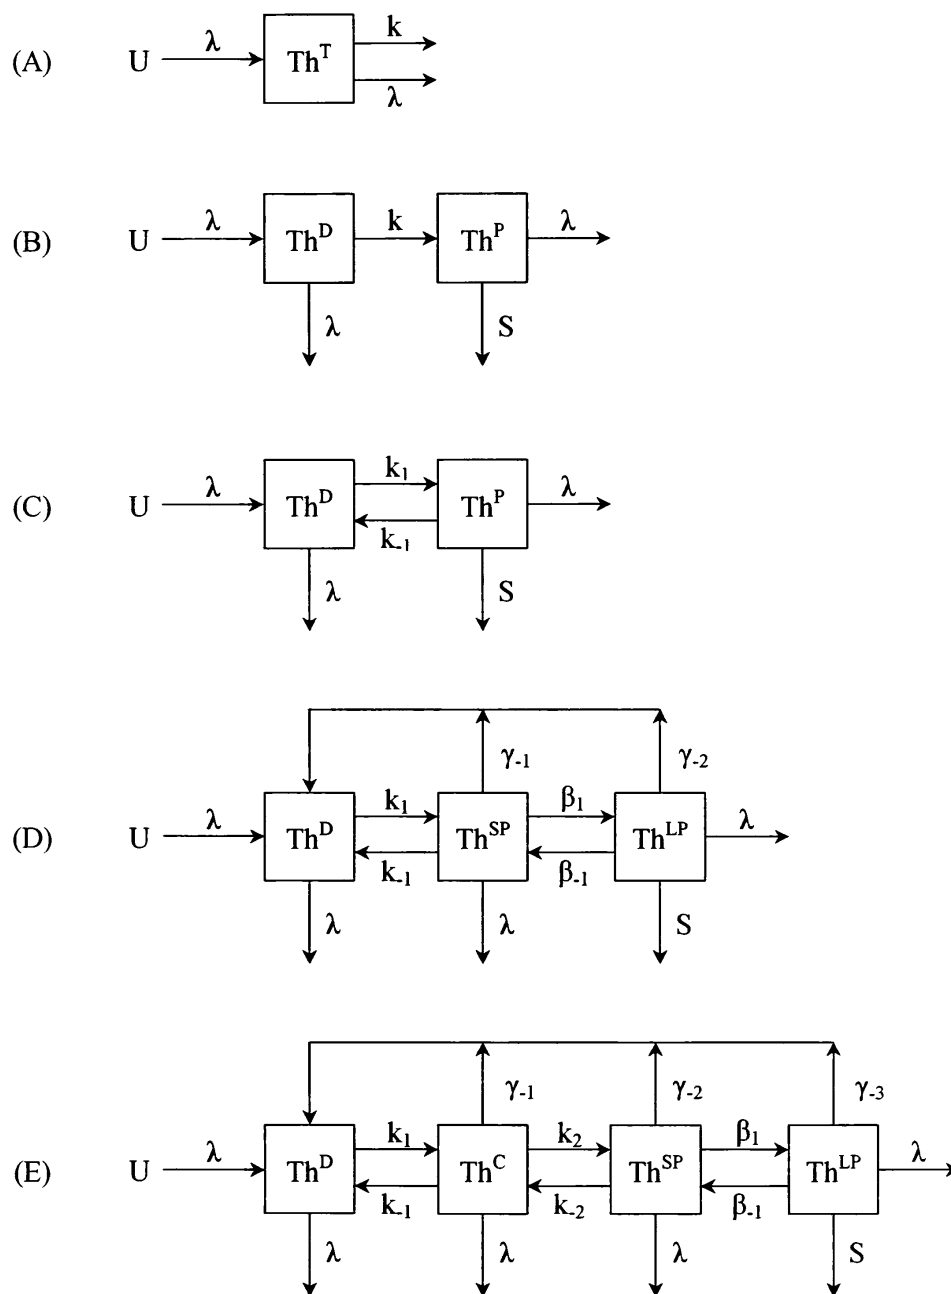 (A) U λ Th^T k λ
(B) U λ Th^D k Th^P λ
λ S
(C) U λ Th^D k₁ k₋₁ Th^P λ
λ S
γ₋₁ γ₋₂
(D) U λ Th^D k₁ k₋₁ Th^SP β₁ β₋₁ Th^LP λ
λ λ S
γ₋₁ γ₋₂ γ₋₃
(E) U λ Th^D k₁ k₋₁ Th^C k₂ k₋₂ Th^SP β₁ β₋₁ Th^LP λ
λ λ λ S